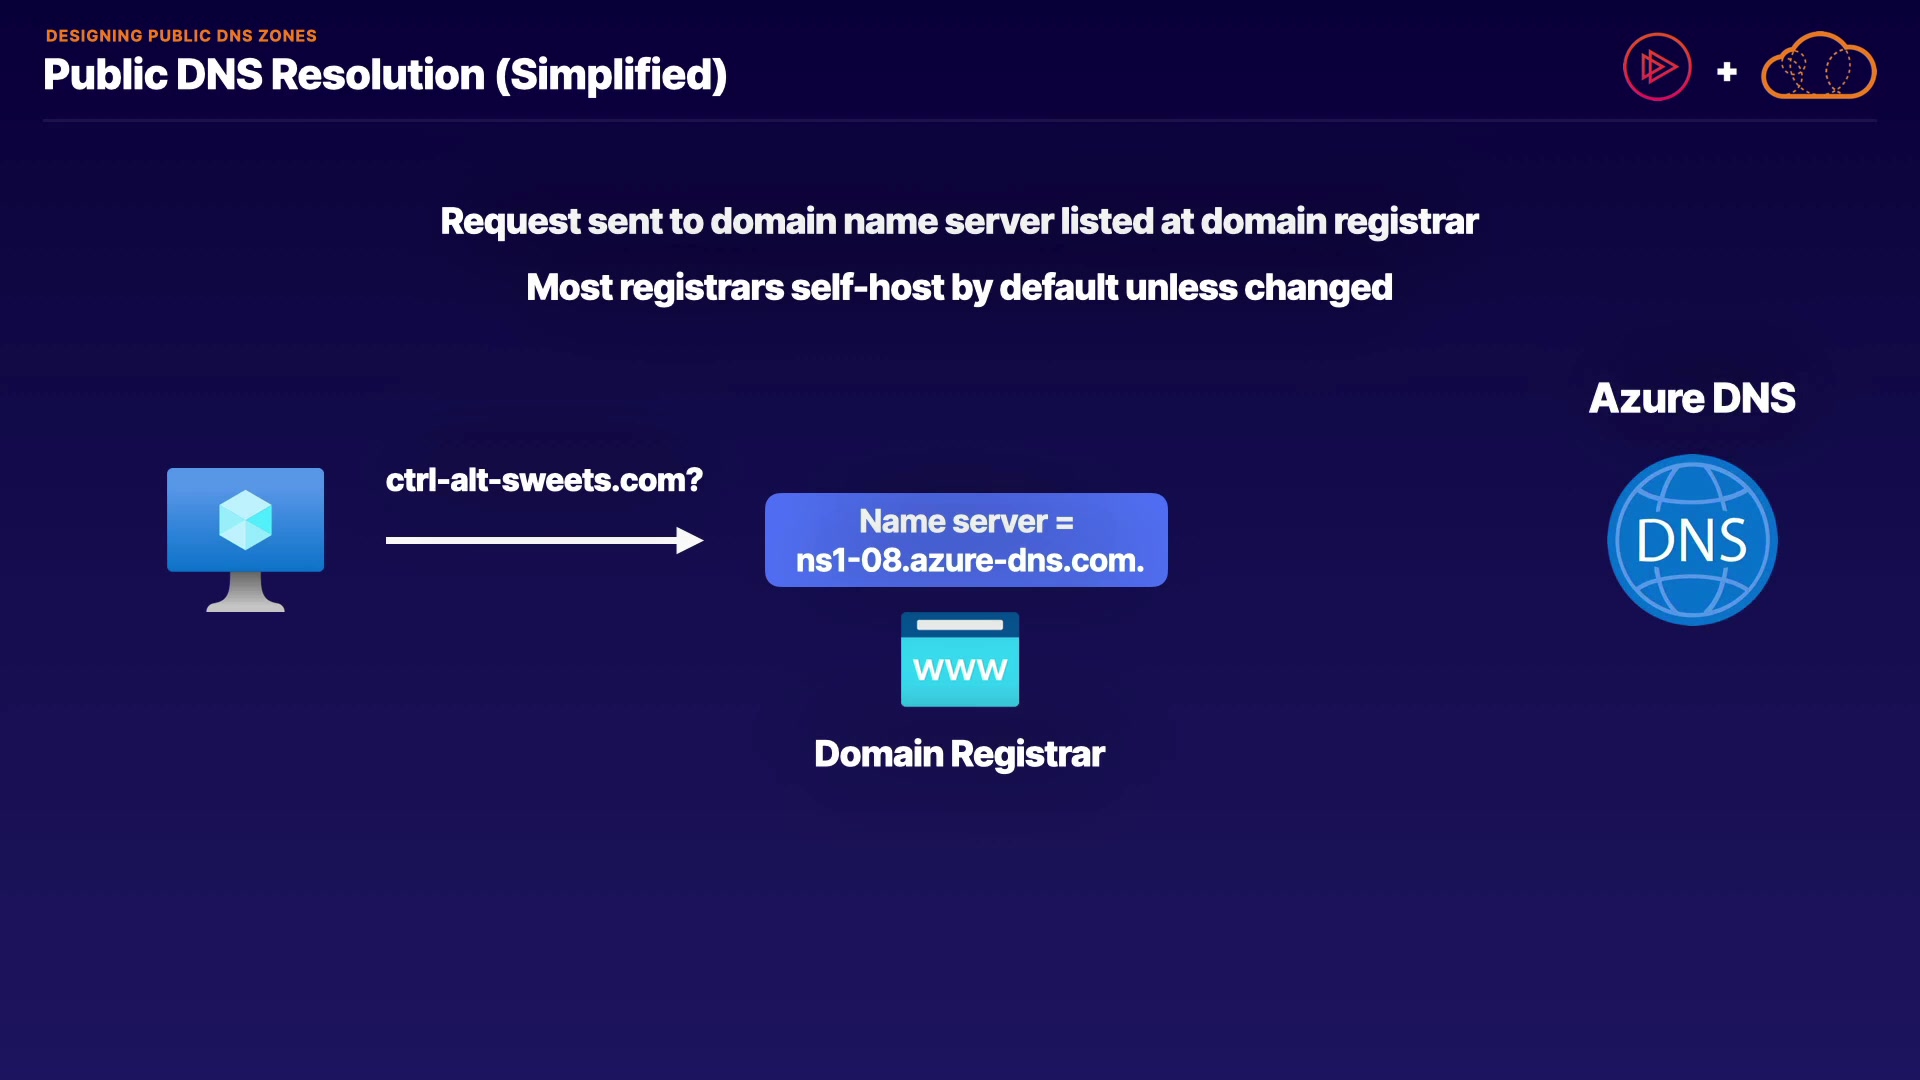 DESIGNING PUBLIC DNS ZONES
Public DNS Resolution (Simplified)
+
Request sent to domain name server listed at domain registrar
Most registrars self-host by default unless changed
Azure DNS
ctrl-alt-sweets.com?
Name server =
ns1-08.azure-dns.com.
DNS
www
Domain Registrar